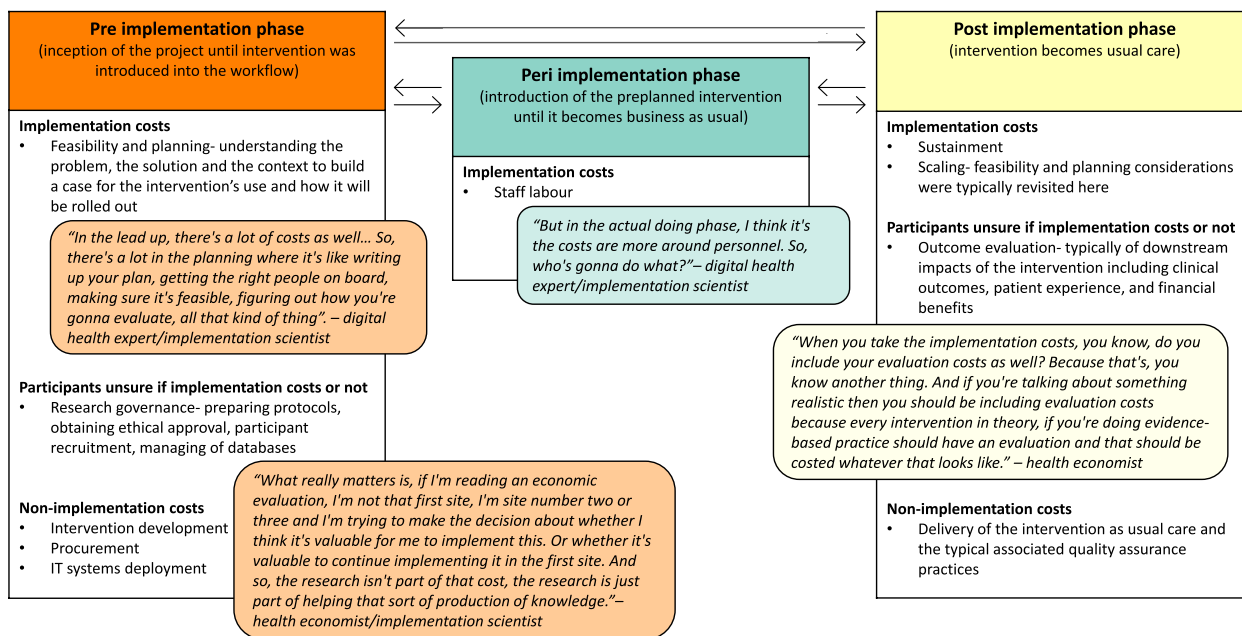 Pre implementation phase
(inception of the project until intervention was
introduced into the workflow)
Implementation costs
• Feasibility and planning- understanding the
problem, the solution and the context to build
a case for the intervention’s use and how it will
be rolled out
“In the lead up, there's a lot of costs as well... So,
there's a lot in the planning where it's like writing
up your plan, getting the right people on board,
making sure it's feasible, figuring out how you're
gonna evaluate, all that kind of thing”. – digital
health expert/implementation scientist
Participants unsure if implementation costs or not
• Research governance- preparing protocols,
obtaining ethical approval, participant
recruitment, managing of databases
“What really matters is, if I'm reading an economic
evaluation, I'm not that first site, I'm site number two or
three and I'm trying to make the decision about whether I
think it's valuable for me to implement this. Or whether it's
valuable to continue implementing it in the first site. And
so, the research isn't part of that cost, the research is just
part of helping that sort of production of knowledge.”–
health economist/implementation scientist
Non-implementation costs
• Intervention development
• Procurement
• IT systems deployment
Peri implementation phase
(introduction of the preplanned intervention
until it becomes business as usual)
Implementation costs
• Staff labour
“But in the actual doing phase, I think it's
the costs are more around personnel. So,
who's gonna do what?”– digital health
expert/implementation scientist
Post implementation phase
(intervention becomes usual care)
Implementation costs
• Sustainment
• Scaling- feasibility and planning considerations
were typically revisited here
Participants unsure if implementation costs or not
• Outcome evaluation- typically of downstream
impacts of the intervention including clinical
outcomes, patient experience, and financial
benefits
“When you take the implementation costs, you know, do you
include your evaluation costs as well? Because that's, you
know another thing. And if you're talking about something
realistic then you should be including evaluation costs
because every intervention in theory, if you're doing evidence-
based practice should have an evaluation and that should be
costed whatever that looks like.” – health economist
Non-implementation costs
• Delivery of the intervention as usual care and
the typical associated quality assurance
practices